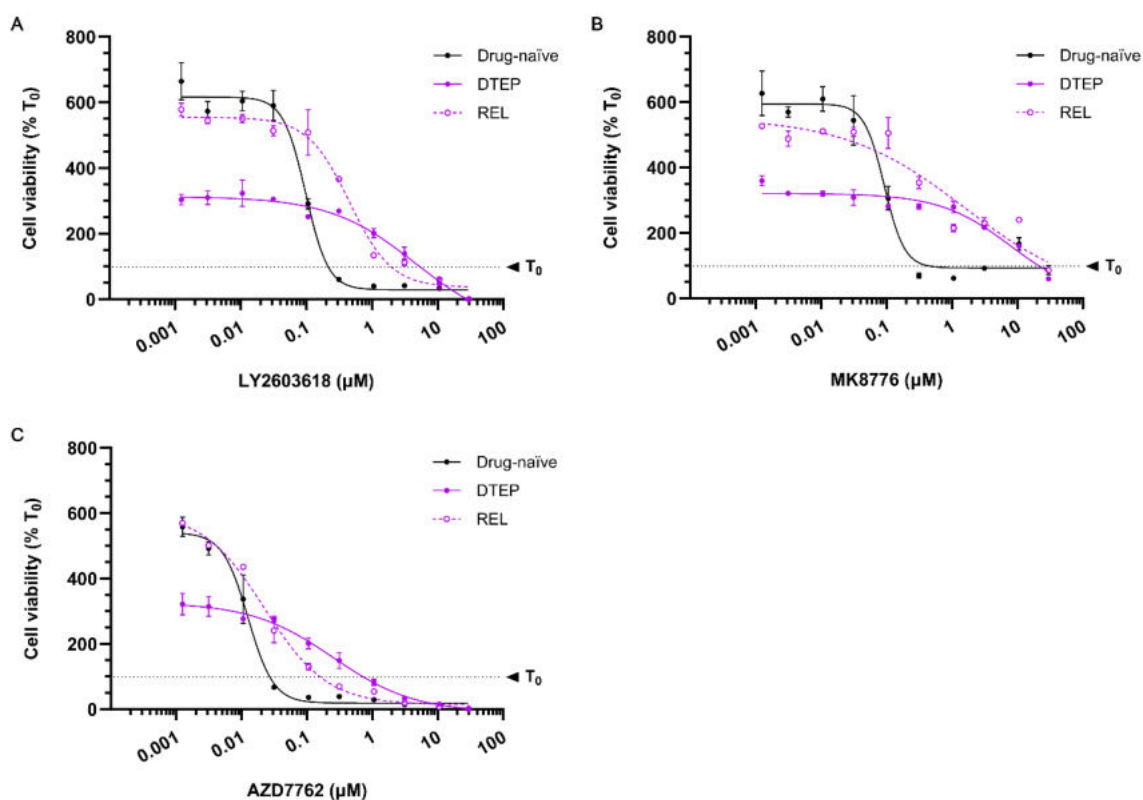 A
800
600
400
200
0
Cell viability (% T0)
Drug-naïve
DTEP
REL
◄ T0
0.001
0.01
0.1
1
10
100
LY2603618 (µM)
B
800
600
400
200
0
Cell viability (% T0)
Drug-naïve
DTEP
REL
◄ T0
0.001
0.01
0.1
1
10
100
MK8776 (µM)
C
800
600
400
200
0
Cell viability (% T0)
Drug-naïve
DTEP
REL
◄ T0
0.001
0.01
0.1
1
10
100
AZD7762 (µM)